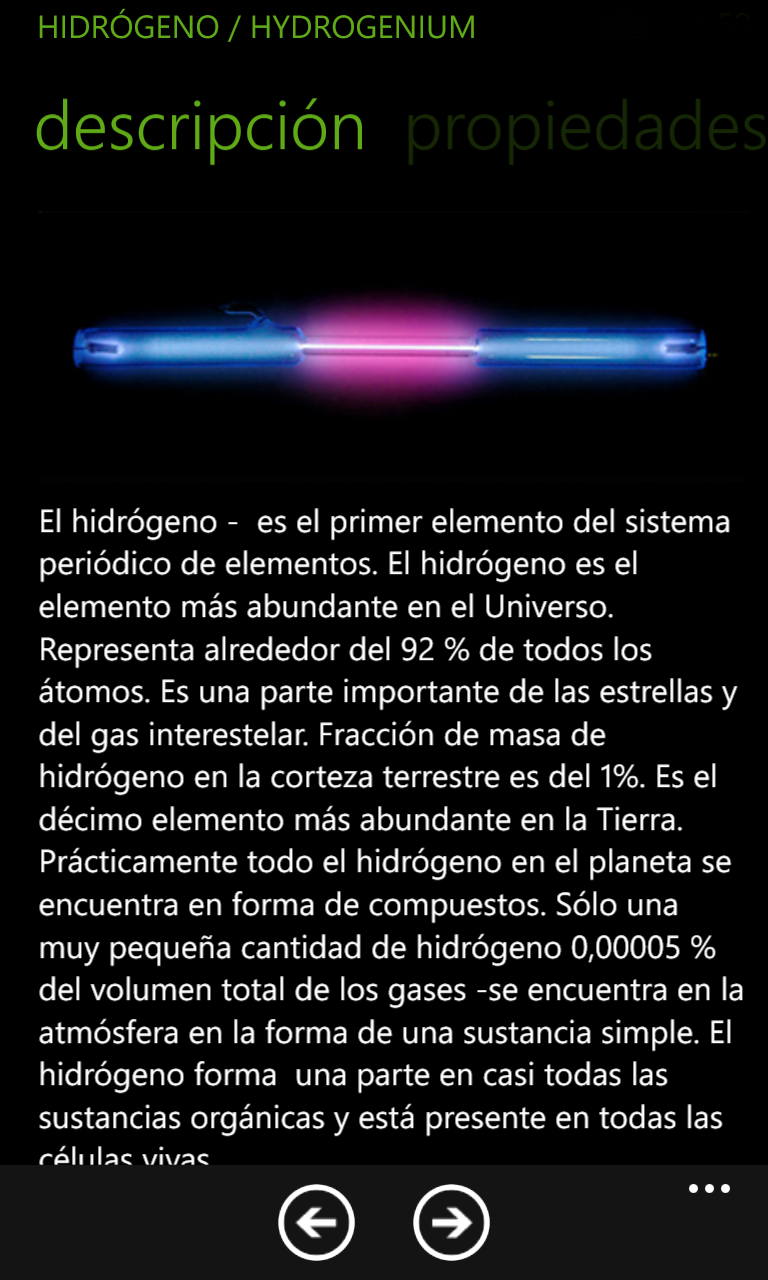 HIDRÓGENO / HYDROGENIUM
descripción propiedades
El hidrógeno -  es el primer elemento del sistema
periódico de elementos. El hidrógeno es el
elemento más abundante en el Universo.
Representa alrededor del 92 % de todos los
átomos. Es una parte importante de las estrellas y
del gas interestelar. Fracción de masa de
hidrógeno en la corteza terrestre es del 1%. Es el
décimo elemento más abundante en la Tierra.
Prácticamente todo el hidrógeno en el planeta se
encuentra en forma de compuestos. Sólo una
muy pequeña cantidad de hidrógeno 0,00005 %
del volumen total de los gases -se encuentra en la
atmósfera en la forma de una sustancia simple. El
hidrógeno forma  una parte en casi todas las
sustancias orgánicas y está presente en todas las
células vivas